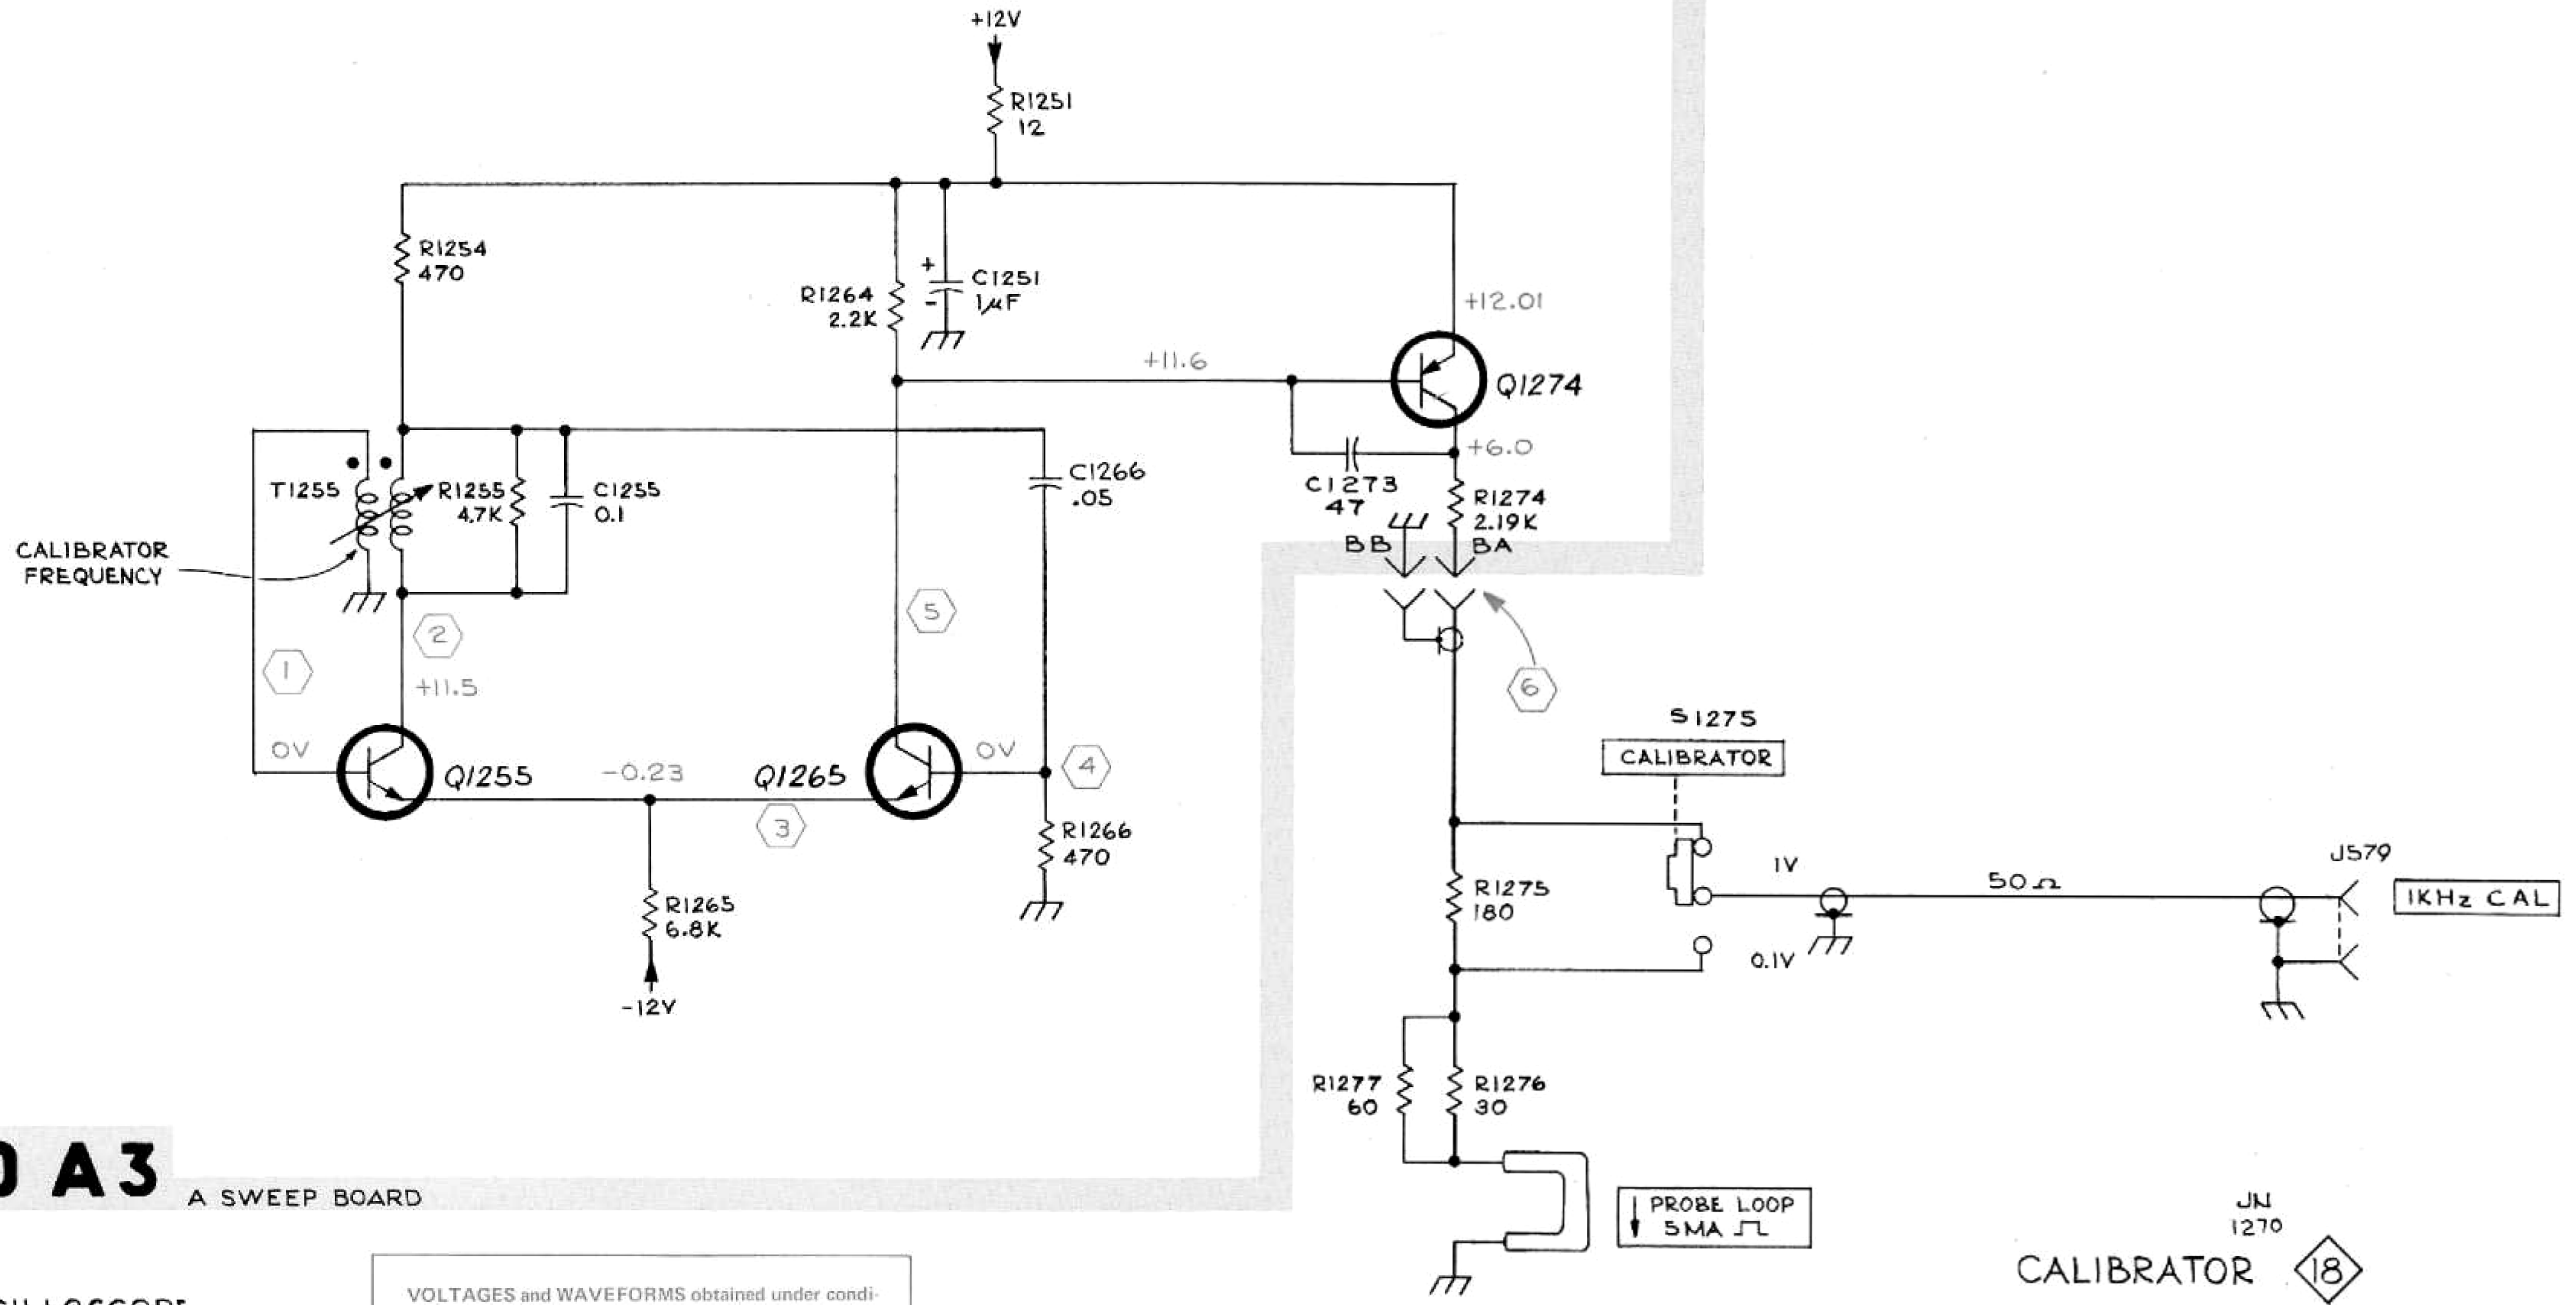 +12V
R1251
12
R1254
470
R1264
2.2K
+
-
C1251
1µF
+12.01
+11.6
Q1274
+6.0
C1273
47
R1274
2.19K
BB
BA
T1255
R1255
4.7K
C1255
0.1
C1266
.05
CALIBRATOR
FREQUENCY
1
2
5
6
+11.5
0V
Q1255
-0.23
Q1265
0V
4
3
R1265
6.8K
-12V
R1266
470
S1275
CALIBRATOR
R1275
180
1V
0.1V
50Ω
J579
1KHz CAL
R1277
60
R1276
30
PROBE LOOP
5MA
A3
A SWEEP BOARD
VOLTAGES and WAVEFORMS obtained under condi-
JN
1270
CALIBRATOR
18